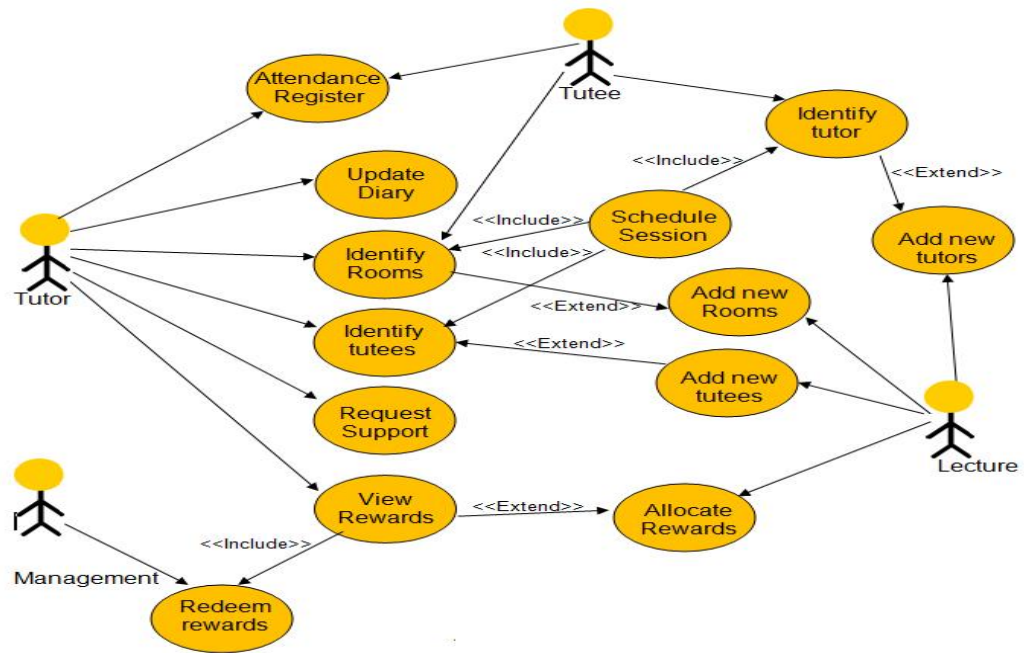 Tutee
Attendance
Register
Identify
tutor
<<Include>>
<<Extend>>
Update
Diary
<<Include>>
Schedule
Session
Add new
tutors
Tutor
Identify
Rooms
<<Include>>
Add new
Rooms
<<Extend>>
Identify
tutees
<<Extend>>
Add new
tutees
Request
Support
Lecture
View
Rewards
<<Extend>>
Allocate
Rewards
<<Include>>
Management
Redeem
rewards